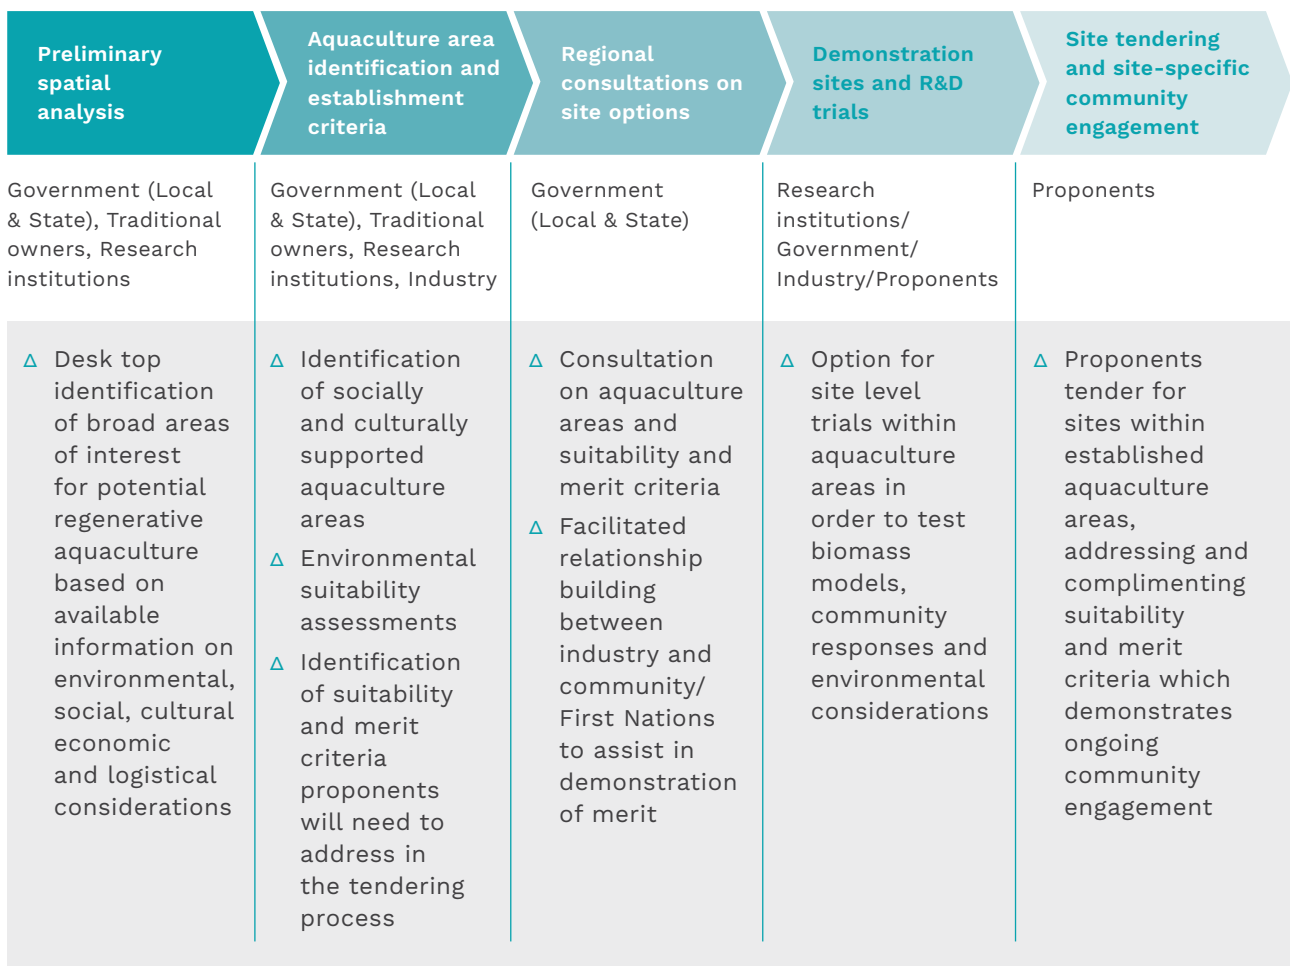 Preliminary
spatial
analysis
Aquaculture area
identification and
establishment
criteria
Regional
consultations on
site options
Demonstration
sites and R&D
trials
Site tendering
and site-specific
community
engagement
Government (Local
& State), Traditional
owners, Research
institutions
Government (Local
& State), Traditional
owners, Research
institutions, Industry
Government
(Local & State)
Research
institutions/
Government/
Industry/Proponents
Proponents
Δ Desk top
identification
of broad areas
of interest
for potential
regenerative
aquaculture
based on
available
information on
environmental,
social, cultural
economic
and logistical
considerations
Δ Identification
of socially
and culturally
supported
aquaculture
areas
Δ Environmental
suitability
assessments
Δ Identification
of suitability
and merit
criteria
proponents
will need to
address in
the tendering
process
Δ Consultation
on aquaculture
areas and
suitability and
merit criteria
Δ Facilitated
relationship
building
between
industry and
community/
First Nations
to assist in
demonstration
of merit
Δ Option for
site level
trials within
aquaculture
areas in
order to test
biomass
models,
community
responses and
environmental
considerations
Δ Proponents
tender for
sites within
established
aquaculture
areas,
addressing and
complimenting
suitability
and merit
criteria which
demonstrates
ongoing
community
engagement